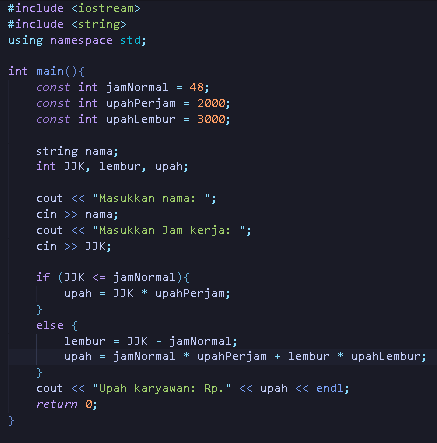 #include <iostream>
#include <string>
using namespace std;
int main(){
const int jamNormal = 48;
const int upahPerjam = 2000;
const int upahLembur = 3000;
string nama;
int JJK, lembur, upah;
cout << "Masukkan nama: ";
cin >> nama;
cout << "Masukkan Jam kerja: ";
cin >> JJK;
if (JJK <= jamNormal){
upah = JJK * upahPerjam;
}
else {
lembur = JJK - jamNormal;
upah = jamNormal * upahPerjam + lembur * upahLembur;
}
cout << "Upah karyawan: Rp." << upah << endl;
return 0;
}